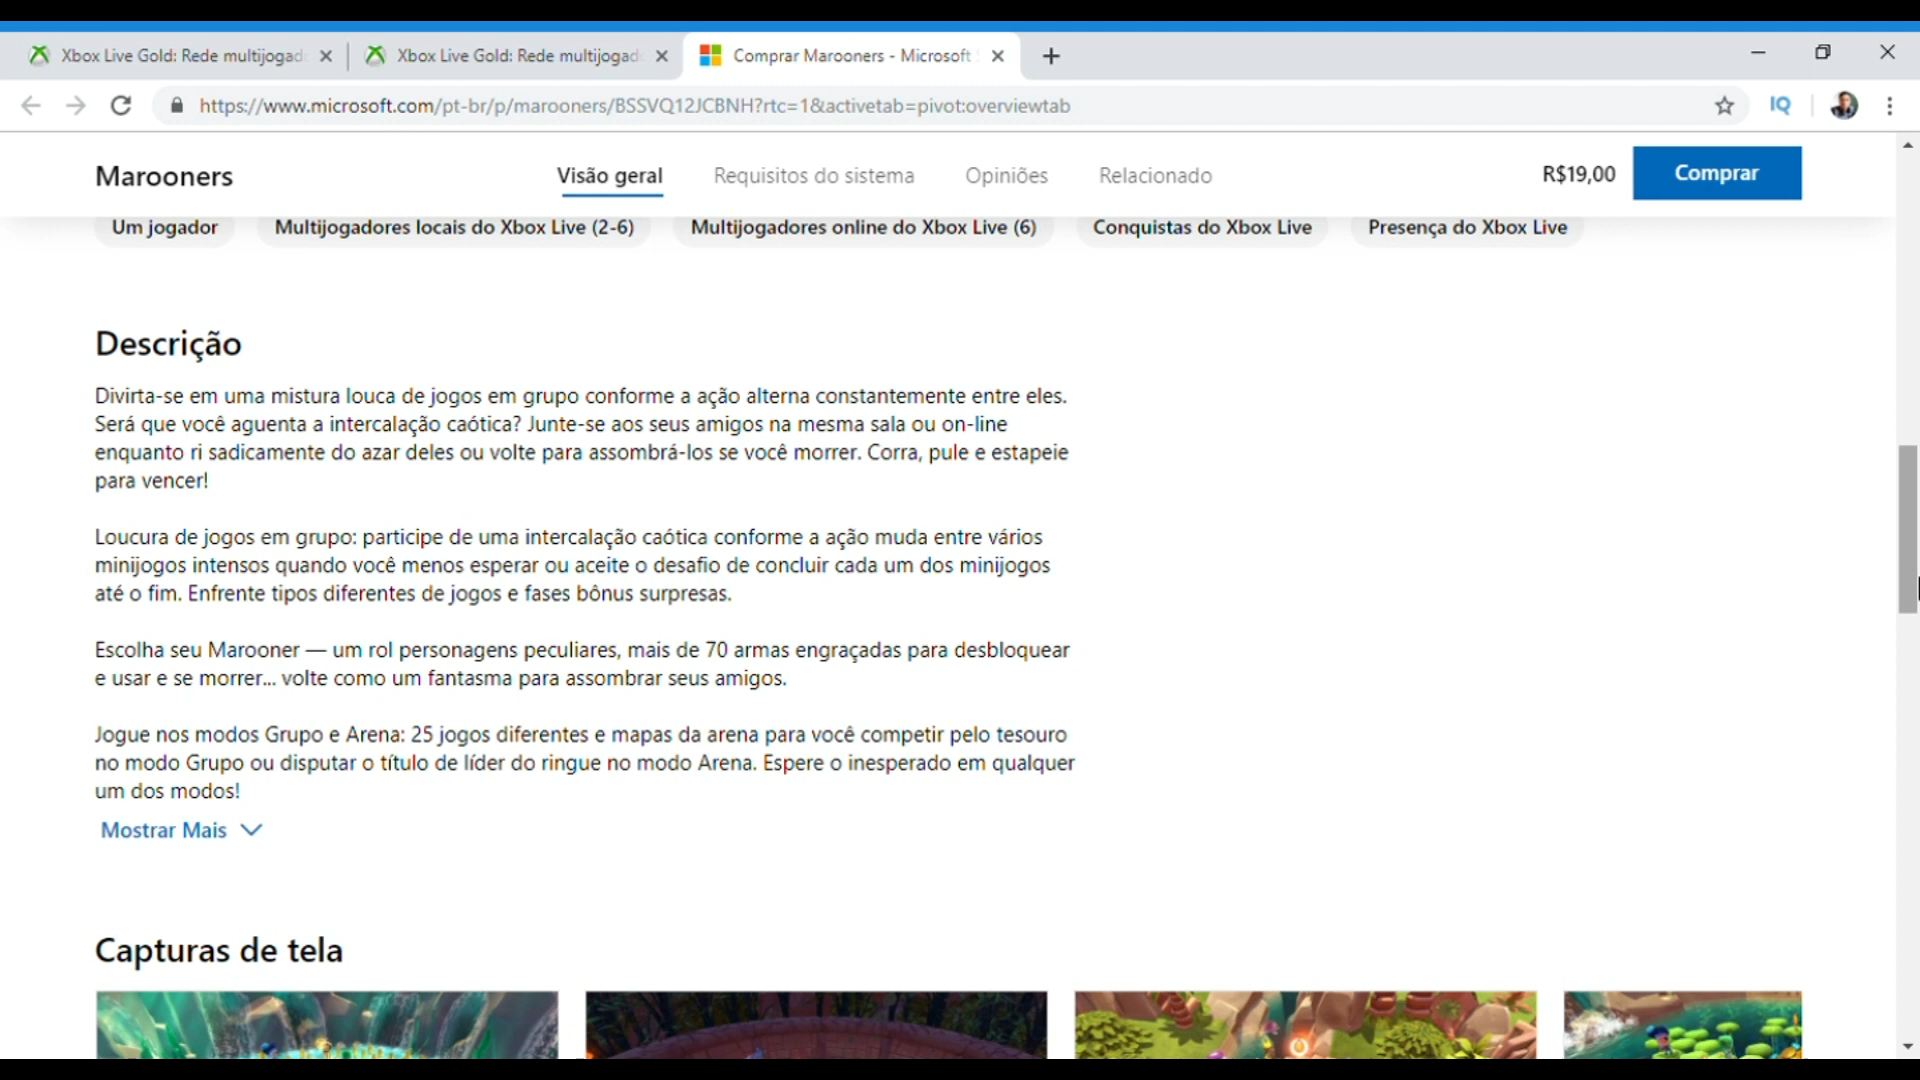 Xbox Live Gold: Rede multijogad
Xbox Live Gold: Rede multijogad
Comprar Marooners - Microsoft
https://www.microsoft.com/pt-br/p/marooners/BSSVQ12JCBNH?rtc=1&activetab=pivot:overviewtab
IQ
Marooners
Visão geral
Requisitos do sistema
Opiniões
Relacionado
R$19,00
Comprar
Um jogador
Multijogadores locais do Xbox Live (2-6)
Multijogadores online do Xbox Live (6)
Conquistas do Xbox Live
Presença do Xbox Live
Descrição
Divirta-se em uma mistura louca de jogos em grupo conforme a ação alterna constantemente entre eles.
Será que você aguenta a intercalação caótica? Junte-se aos seus amigos na mesma sala ou on-line
enquanto ri sadicamente do azar deles ou volte para assombrá-los se você morrer. Corra, pule e estapeie
para vencer!
Loucura de jogos em grupo: participe de uma intercalação caótica conforme a ação muda entre vários
minijogos intensos quando você menos esperar ou aceite o desafio de concluir cada um dos minijogos
até o fim. Enfrente tipos diferentes de jogos e fases bônus surpresas.
Escolha seu Marooner — um rol personagens peculiares, mais de 70 armas engraçadas para desbloquear
e usar e se morrer... volte como um fantasma para assombrar seus amigos.
Jogue nos modos Grupo e Arena: 25 jogos diferentes e mapas da arena para você competir pelo tesouro
no modo Grupo ou disputar o título de líder do ringue no modo Arena. Espere o inesperado em qualquer
um dos modos!
Mostrar Mais
Capturas de tela